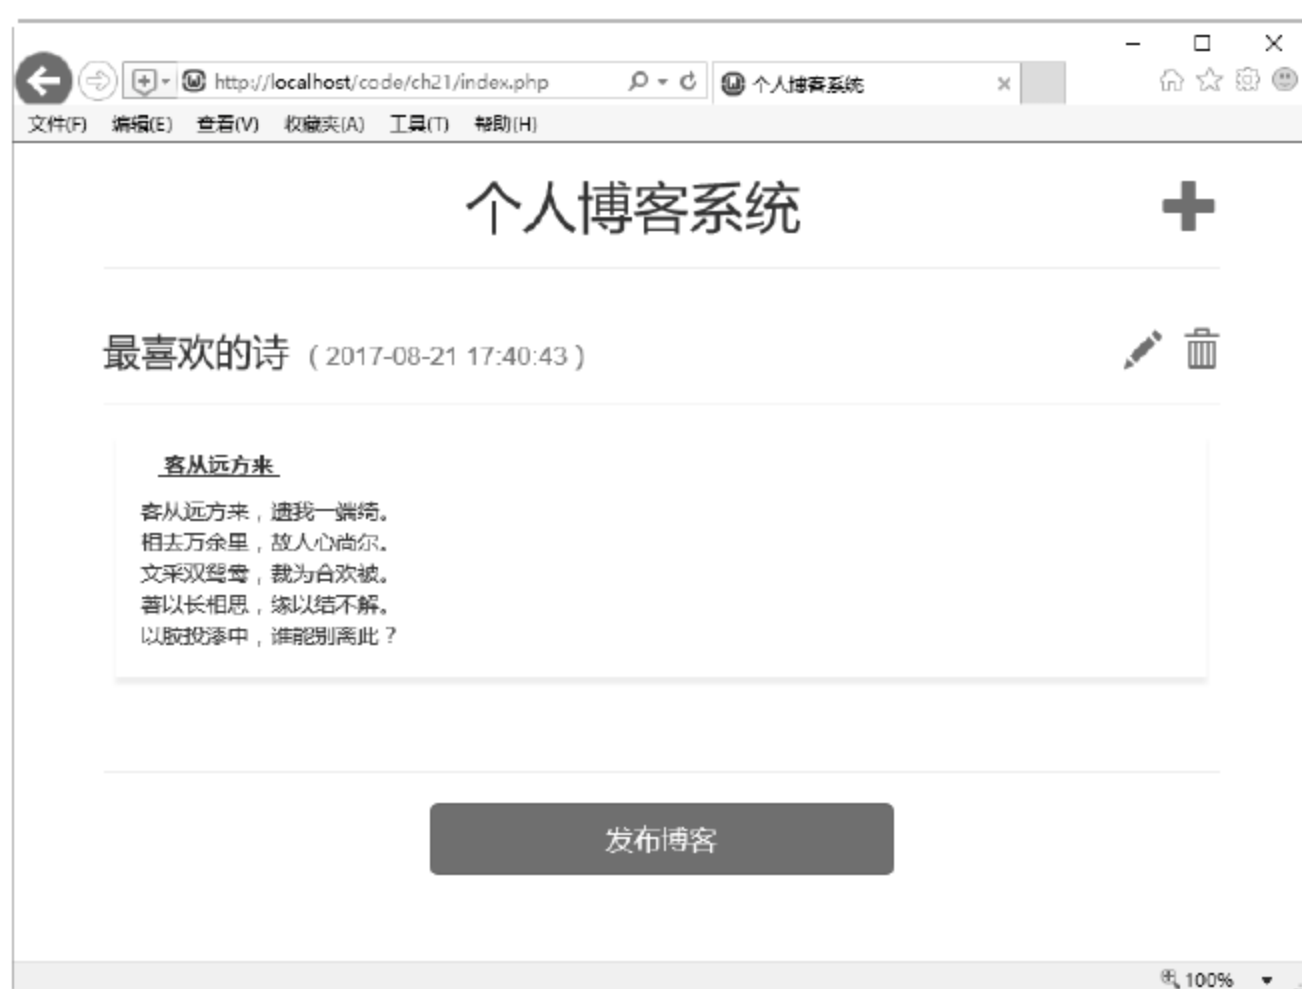 http://localhost/code/ch21/index.php
个人博客系统
文件(F) 编辑(E) 查看(V) 收藏夹(A) 工具(T) 帮助(H)
个人博客系统
最喜欢的诗 ( 2017-08-21 17:40:43 )
客从远方来
客从远方来，遗我一端绮。
相去万余里，故人心尚尔。
文采双鸳鸯，裁为合欢被。
著以长相思，缘以结不解。
以胶投漆中，谁能别离此？
发布博客
100%